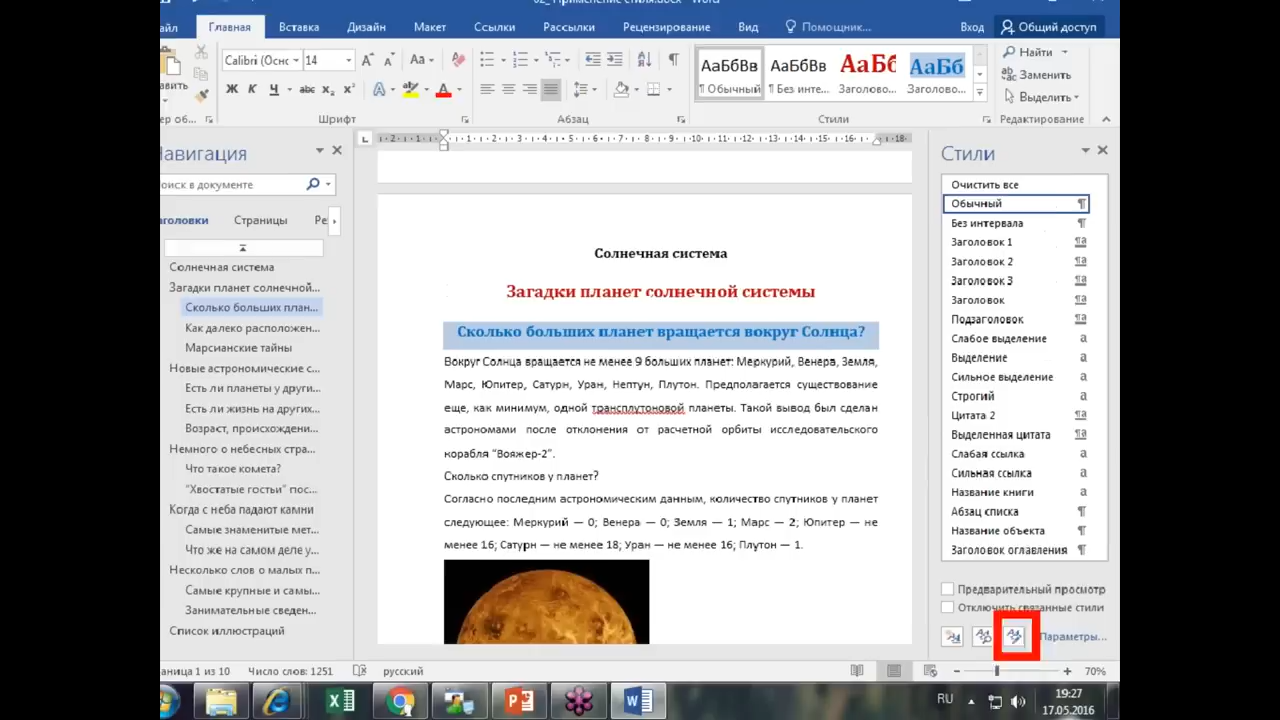 Главная Вставка Дизайн Макет Ссылки Рассылки Рецензирование Вид Помощник... Вход Общий доступ
Calibri (Оснс 14
АаБбВв АаБбВв АаБб АаБб
¶ Обычный ¶ Без инте... Заголово... Заголово...
Найти
Заменить
Выделить
Шрифт Абзац Стили Редактирование
Навигация
Поиск в документе
Заголовки Страницы Ре
Солнечная система
Загадки планет солнечной...
Сколько больших план...
Как далеко расположен...
Марсианские тайны
Новые астрономические с...
Есть ли планеты у други...
Есть ли жизнь на других...
Возраст, происхождени...
Немного о небесных стра...
Что такое комета?
"Хвостатые гостьи" пос...
Когда с неба падают камни
Самые знаменитые мет...
Что же на самом деле у...
Несколько слов о малых п...
Самые крупные и самы...
Занимательные сведен...
Список иллюстраций
Солнечная система
Загадки планет солнечной системы
Сколько больших планет вращается вокруг Солнца?
Вокруг Солнца вращается не менее 9 больших планет: Меркурий, Венера, Земля,
Марс, Юпитер, Сатурн, Уран, Нептун, Плутон. Предполагается существование
еще, как минимум, одной трансплутоновой планеты. Такой вывод был сделан
астрономами после отклонения от расчетной орбиты исследовательского
корабля “Вояжер-2”.
Сколько спутников у планет?
Согласно последним астрономическим данным, количество спутников у планет
следующее: Меркурий — 0; Венера — 0; Земля — 1; Марс — 2; Юпитер — не
менее 16; Сатурн — не менее 18; Уран — не менее 16; Плутон — 1.
Стили
Очистить все
Обычный
Без интервала
Заголовок 1
Заголовок 2
Заголовок 3
Заголовок
Подзаголовок
Слабое выделение
Выделение
Сильное выделение
Строгий
Цитата 2
Выделенная цитата
Слабая ссылка
Сильная ссылка
Название книги
Абзац списка
Название объекта
Заголовок оглавления
Предварительный просмотр
Отключить связанные стили
Параметры...
Страница 1 из 10 Число слов: 1251 русский 70%
RU 19:27
17.05.2016